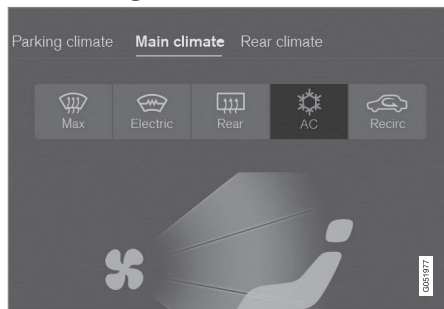 Parking climate Main climate Rear climate
Max Electric Rear AC Recirc
G051977